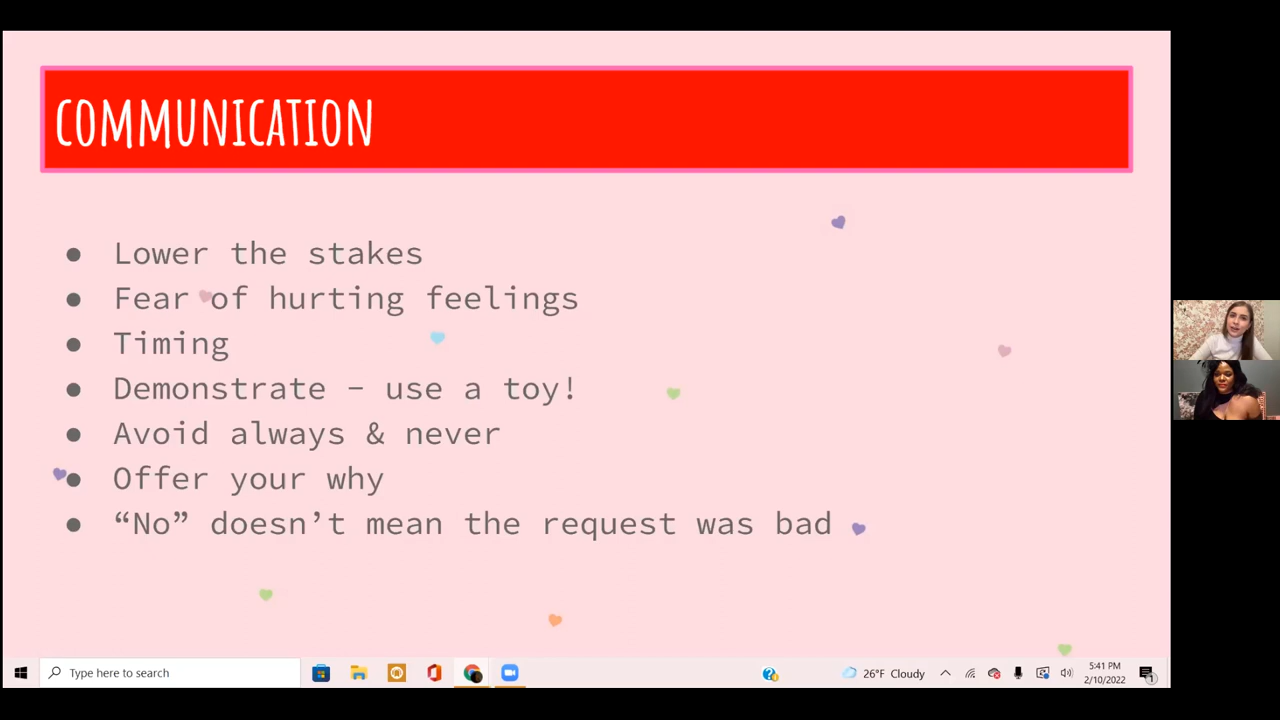 COMMUNICATION
● Lower the stakes
● Fear of hurting feelings
● Timing
● Demonstrate – use a toy!
● Avoid always & never
● Offer your why
● “No” doesn’t mean the request was bad
Type here to search
26°F Cloudy
5:41 PM
2/10/2022
1